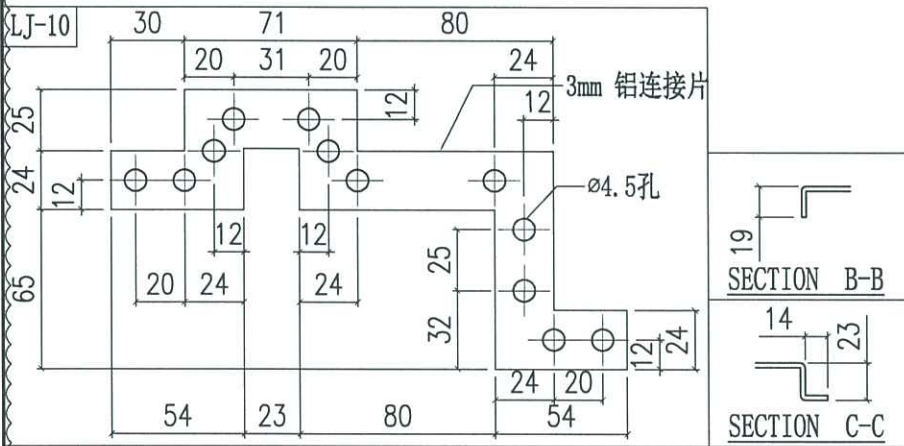 LJ-10
30 71 80
20 31 20 24
12 12 3mm 铝连接片
25
24
12
ø4.5孔
12 12
25
19
SECTION B-B
20 24 24
65
32
12
24
14 23
24 20
54 23 80 54
SECTION C-C